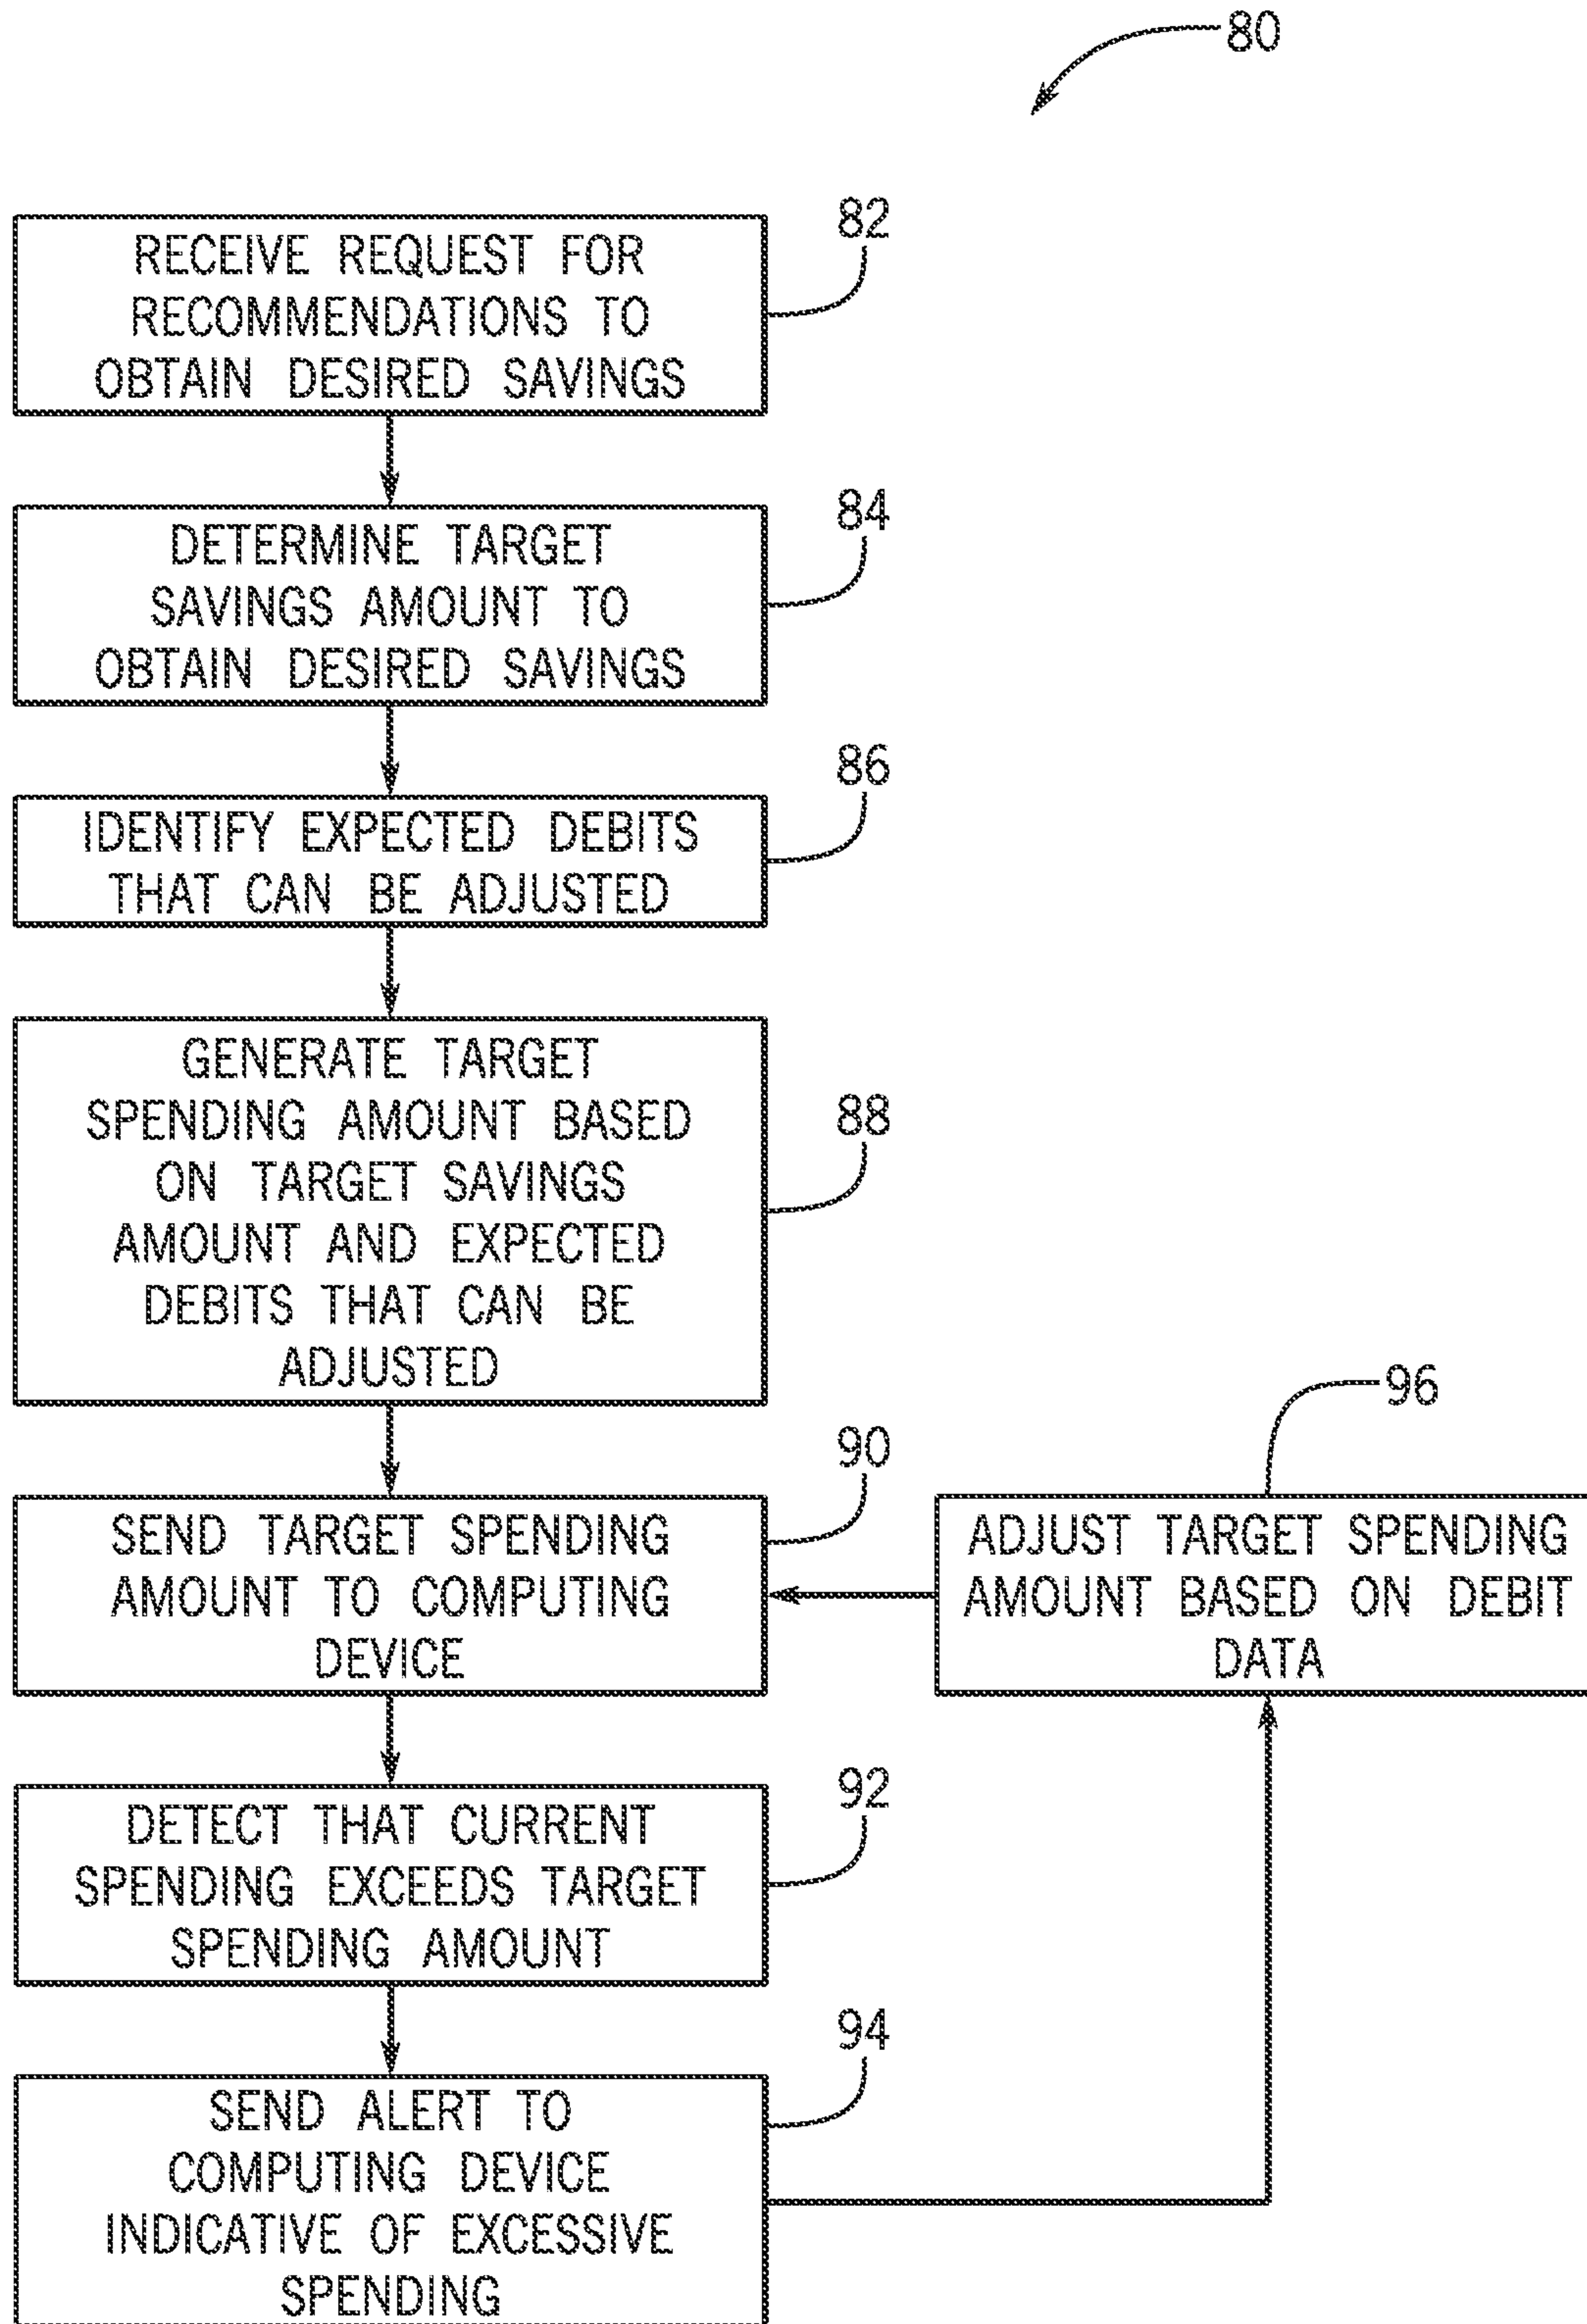 80
82
RECEIVE REQUEST FOR
RECOMMENDATIONS TO
OBTAIN DESIRED SAVINGS
84
DETERMINE TARGET
SAVINGS AMOUNT TO
OBTAIN DESIRED SAVINGS
86
IDENTIFY EXPECTED DEBITS
THAT CAN BE ADJUSTED
88
GENERATE TARGET
SPENDING AMOUNT BASED
ON TARGET SAVINGS
AMOUNT AND EXPECTED
DEBITS THAT CAN BE
ADJUSTED
90
SEND TARGET SPENDING
AMOUNT TO COMPUTING
DEVICE
96
ADJUST TARGET SPENDING
AMOUNT BASED ON DEBIT
DATA
92
DETECT THAT CURRENT
SPENDING EXCEEDS TARGET
SPENDING AMOUNT
94
SEND ALERT TO
COMPUTING DEVICE
INDICATIVE OF EXCESSIVE
SPENDING